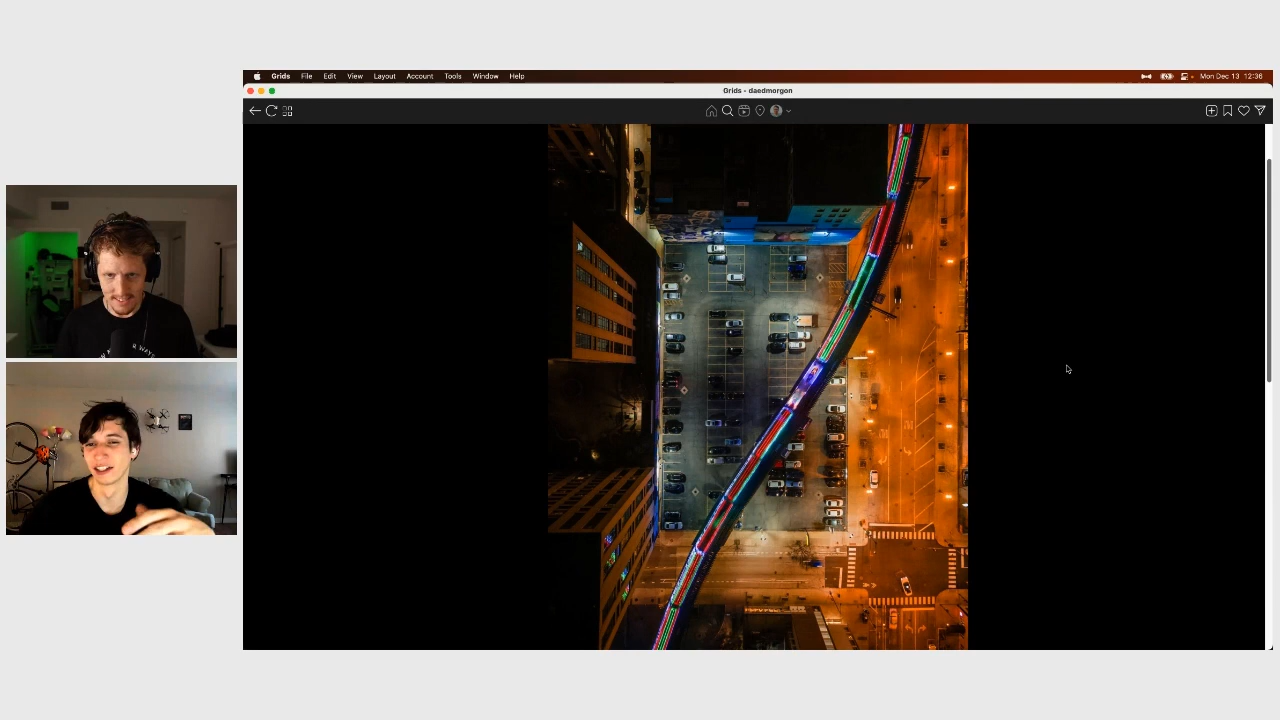 Grids File Edit View Layout Account Tools Window Help Mon Dec 13 12:36
Grids - daedmorgon